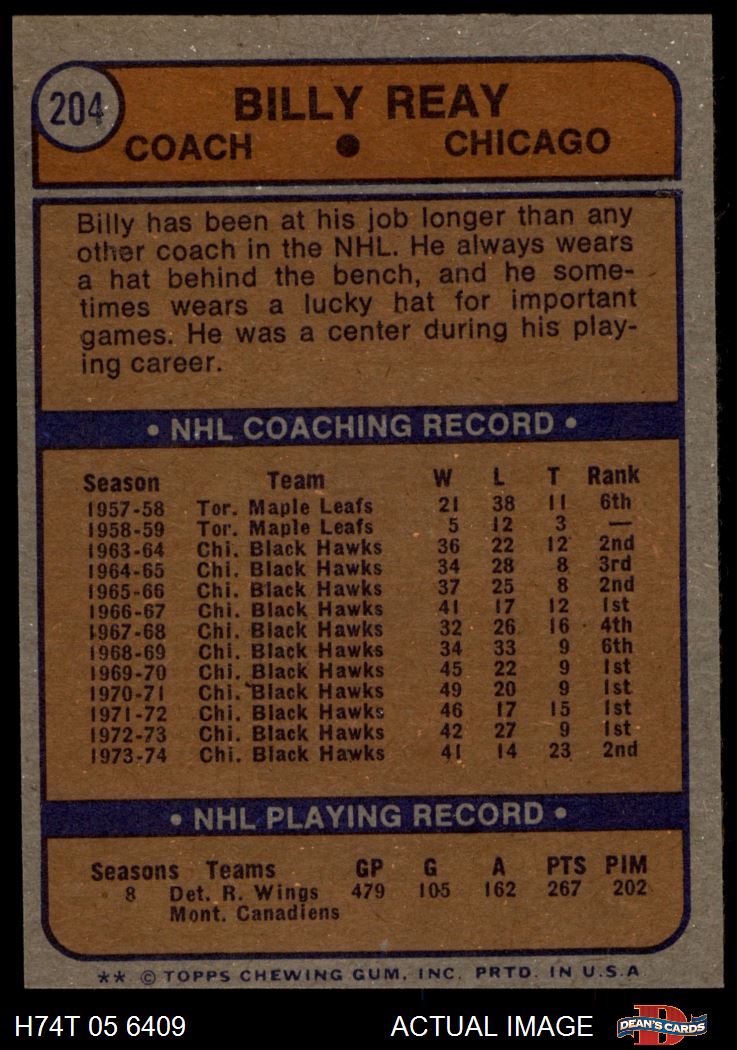 204
BILLY REAY
COACH ● CHICAGO
Billy has been at his job longer than any
other coach in the NHL. He always wears
a hat behind the bench, and he some-
times wears a lucky hat for important
games. He was a center during his play-
ing career.
• NHL COACHING RECORD •
Season Team W L T Rank
1957-58 Tor. Maple Leafs 21 38 11 6th
1958-59 Tor. Maple Leafs 5 12 3 —
1963-64 Chi. Black Hawks 36 22 12 2nd
1964-65 Chi. Black Hawks 34 28 8 3rd
1965-66 Chi. Black Hawks 37 25 8 2nd
1966-67 Chi. Black Hawks 41 17 12 1st
1967-68 Chi. Black Hawks 32 26 16 4th
1968-69 Chi. Black Hawks 34 33 9 6th
1969-70 Chi. Black Hawks 45 22 9 1st
1970-71 Chi. Black Hawks 49 20 9 1st
1971-72 Chi. Black Hawks 46 17 15 1st
1972-73 Chi. Black Hawks 42 27 9 1st
1973-74 Chi. Black Hawks 41 14 23 2nd
• NHL PLAYING RECORD •
Seasons Teams GP G A PTS PIM
8 Det. R. Wings 479 105 162 267 202
Mont. Canadiens
** © TOPPS CHEWING GUM, INC. PRTD. IN U.S.A
H74T 05 6409 ACTUAL IMAGE D DEAN'S CARDS